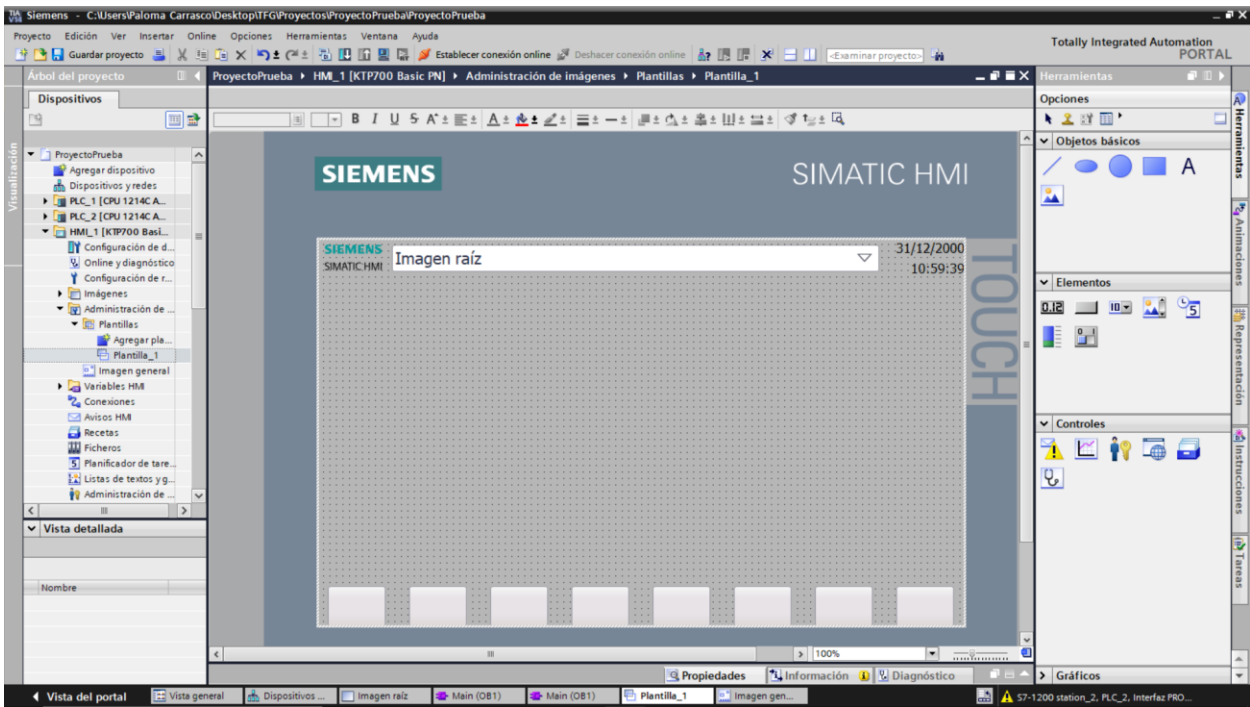 Siemens - C:\Users\Paloma Carrasco\Desktop\TFG\Proyectos\ProyectoPrueba\ProyectoPrueba
Proyecto Edición Ver Insertar Online Opciones Herramientas Ventana Ayuda
Guardar proyecto Establecer conexión online Deshacer conexión online <Examinar proyecto>
Totally Integrated Automation
PORTAL
Árbol del proyecto
ProyectoPrueba HMI_1 [KTP700 Basic PN] Administración de imágenes Plantillas Plantilla_1
Herramientas
Dispositivos
Opciones
Visualización
ProyectoPrueba
Agregar dispositivo
Dispositivos y redes
PLC_1 [CPU 1214C A...
PLC_2 [CPU 1214C A...
HMI_1 [KTP700 Basi...
Configuración de d...
Online y diagnóstico
Configuración de r...
Imágenes
Administración de ...
Plantillas
Agregar pla...
Plantilla_1
Imagen general
Variables HMI
Conexiones
Avisos HMI
Recetas
Ficheros
Planificador de tare...
Listas de textos y g...
Administración de ...
Vista detallada
Nombre
SIEMENS
SIMATIC HMI
SIEMENS
SIMATIC HMI
Imagen raíz
31/12/2000
10:59:39
TOUCH
100%
Propiedades Información Diagnóstico
Objetos básicos
Elementos
Controles
Gráficos
Herramientas
Animaciones
Representación
Instrucciones
Tareas
Vista del portal Vista general Dispositivos ... Imagen raíz Main (OB1) Main (OB1) Plantilla_1 Imagen gen...
S7-1200 station_2, PLC_2, Interfaz PRO...